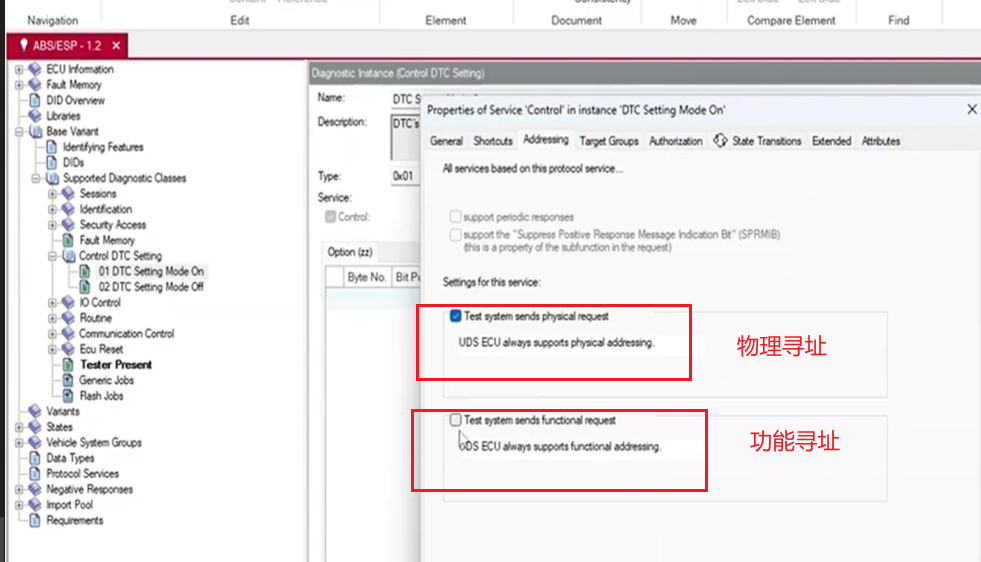 Navigation
Edit
Element
Document
Move
Compare Element
Find
ABS/ESP - 1.2
ECU Information
Fault Memory
DID Overview
Libraries
Base Variant
Identifying Features
DIDs
Supported Diagnostic Classes
Sessions
Identification
Security Access
Fault Memory
Control DTC Setting
01 DTC Setting Mode On
02 DTC Setting Mode Off
IO Control
Routine
Communication Control
Ecu Reset
Tester Present
Generic Jobs
Flash Jobs
Variants
States
Vehicle System Groups
Data Types
Protocol Services
Negative Responses
Import Pool
Requirements
Diagnostic Instance (Control DTC Setting)
Name:
DTC S
Description:
DTC's
Type:
0x01
Service:
Control:
Option (zz)
Byte No.
Bit Po
Properties of Service 'Control' in instance 'DTC Setting Mode On'
General Shortcuts Addressing Target Groups Authorization State Transitions Extended Attributes
All services based on this protocol service...
support periodic responses
support the "Suppress Positive Response Message Indication Bit" (SPRMIB)
(this is a property of the subfunction in the request)
Settings for this service:
Test system sends physical request
UDS ECU always supports physical addressing.
物理寻址
Test system sends functional request
UDS ECU always supports functional addressing.
功能寻址